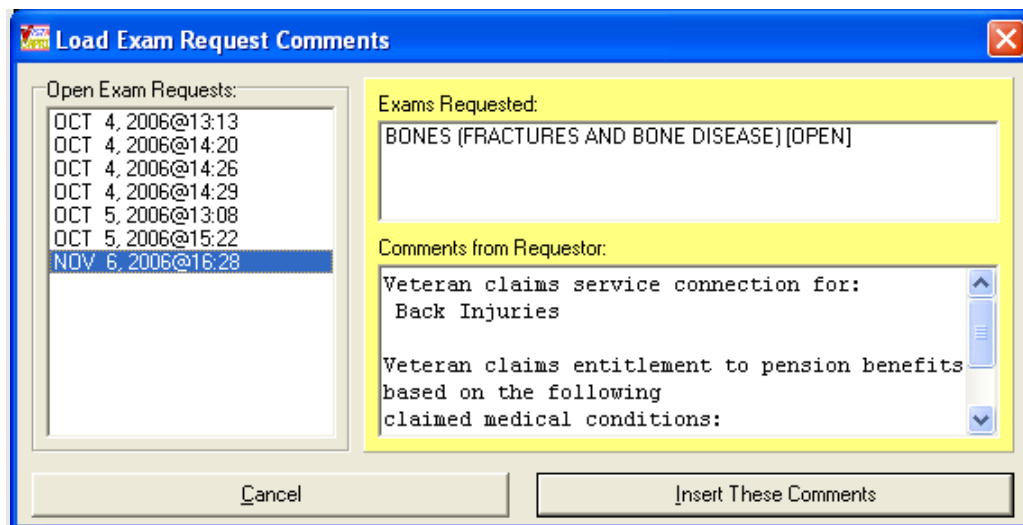 Load Exam Request Comments
Open Exam Requests:
OCT 4, 2006@13:13
OCT 4, 2006@14:20
OCT 4, 2006@14:26
OCT 4, 2006@14:29
OCT 5, 2006@13:08
OCT 5, 2006@15:22
NOV 6, 2006@16:28
Exams Requested:
BONES (FRACTURES AND BONE DISEASE) [OPEN]
Comments from Requestor:
Veteran claims service connection for:
Back Injuries
Veteran claims entitlement to pension benefits
based on the following
claimed medical conditions:
Cancel
Insert These Comments